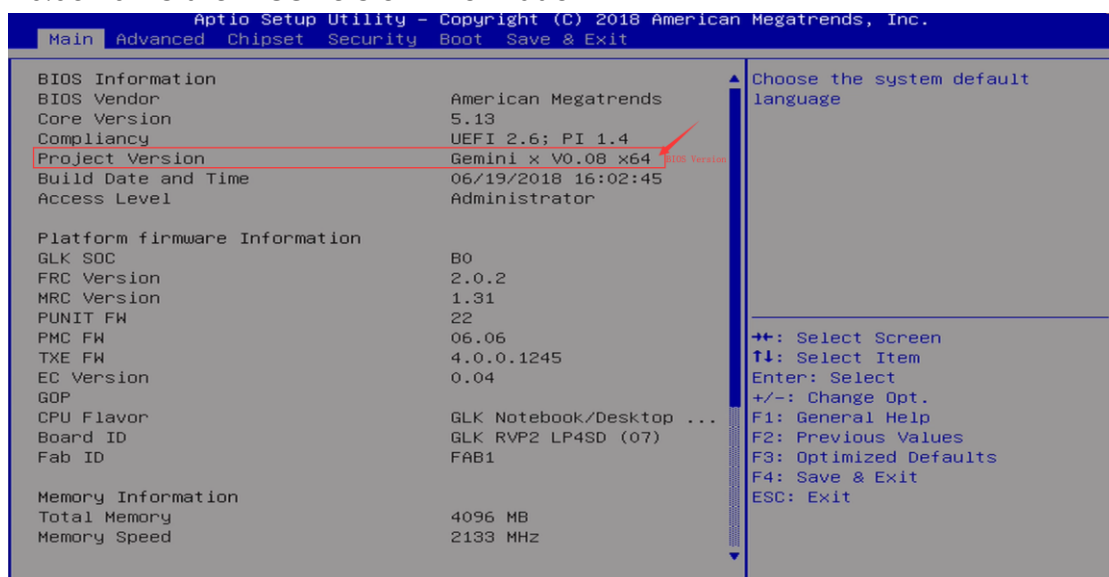 Aptio Setup Utility – Copyright (C) 2018 American Megatrends, Inc.
Main Advanced Chipset Security Boot Save & Exit
BIOS Information
BIOS Vendor American Megatrends
Core Version 5.13
Compliancy UEFI 2.6; PI 1.4
Project Version Gemini x V0.08 x64 BIOS Version
Build Date and Time 06/19/2018 16:02:45
Access Level Administrator
Platform firmware Information
GLK SOC B0
FRC Version 2.0.2
MRC Version 1.31
PUNIT FW 22
PMC FW 06.06
TXE FW 4.0.0.1245
EC Version 0.04
GOP
CPU Flavor GLK Notebook/Desktop ...
Board ID GLK RVP2 LP4SD (07)
Fab ID FAB1
Memory Information
Total Memory 4096 MB
Memory Speed 2133 MHz
Choose the system default
language
→←: Select Screen
↑↓: Select Item
Enter: Select
+/-: Change Opt.
F1: General Help
F2: Previous Values
F3: Optimized Defaults
F4: Save & Exit
ESC: Exit